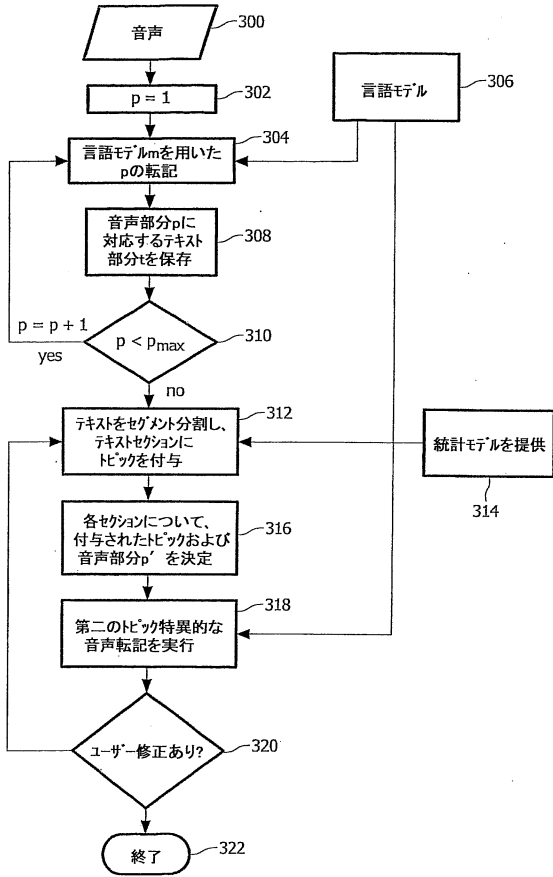 音声
300
p = 1
302
言語モデル
306
304
言語モデルmを用いた
pの転記
音声部分pに
対応するテキスト
部分tを保存
308
p = p + 1
yes
p < pmax
310
no
312
テキストをセグメント分割し、
テキストセクションに
トピックを付与
統計モデルを提供
314
各セクションについて、
付与されたトピックおよび
音声部分p′を決定
316
318
第二のトピック特異的な
音声転記を実行
ユーザー修正あり?
320
終了
322